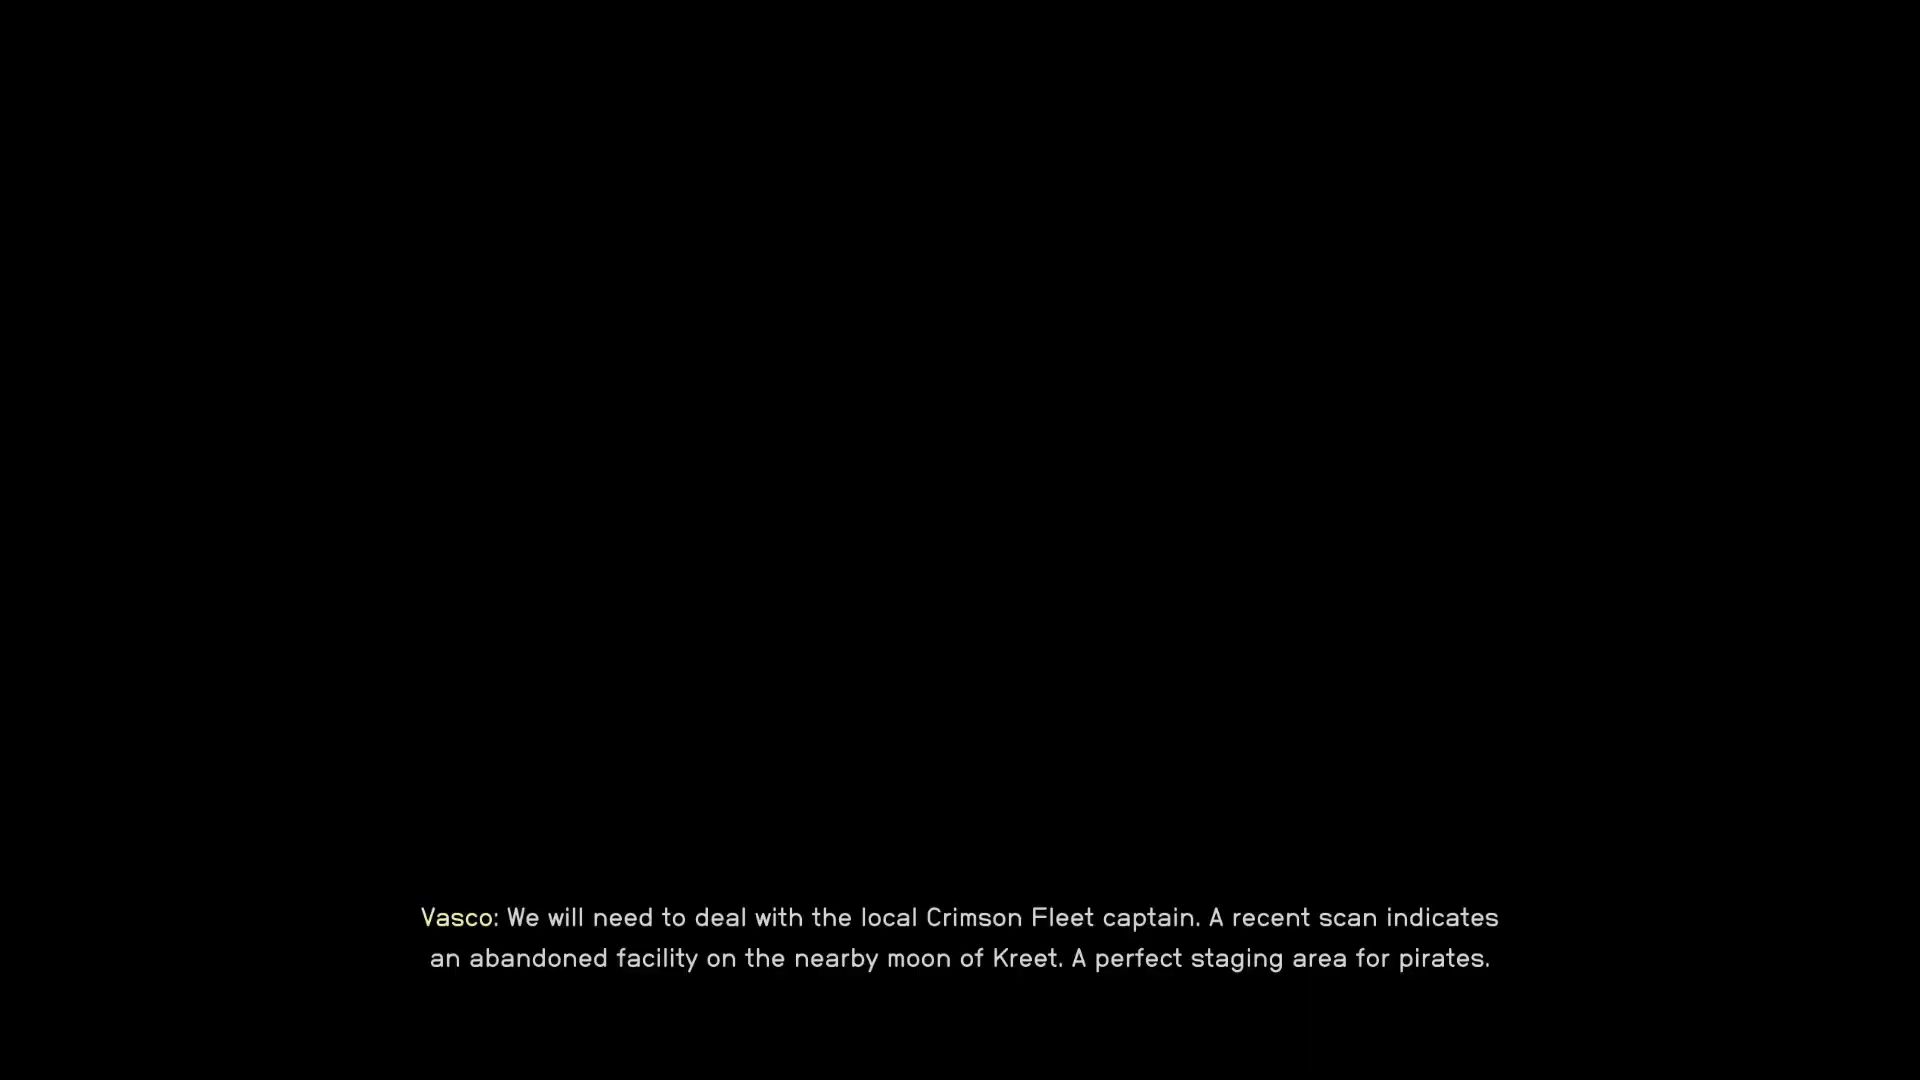 Vasco: We will need to deal with the local Crimson Fleet captain. A recent scan indicates
an abandoned facility on the nearby moon of Kreet. A perfect staging area for pirates.